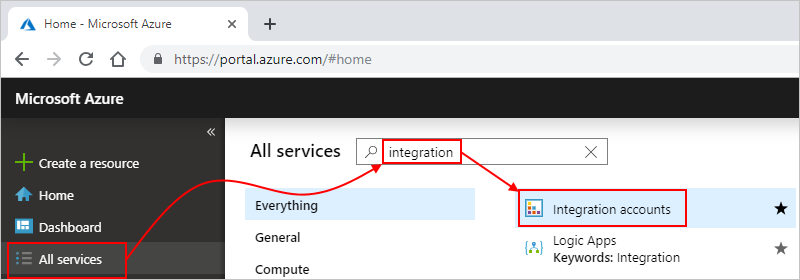 Home - Microsoft Azure
https://portal.azure.com/#home
Microsoft Azure
«
Create a resource
Home
Dashboard
All services
All services
integration
Everything
General
Compute
Integration accounts
Logic Apps
Keywords: Integration